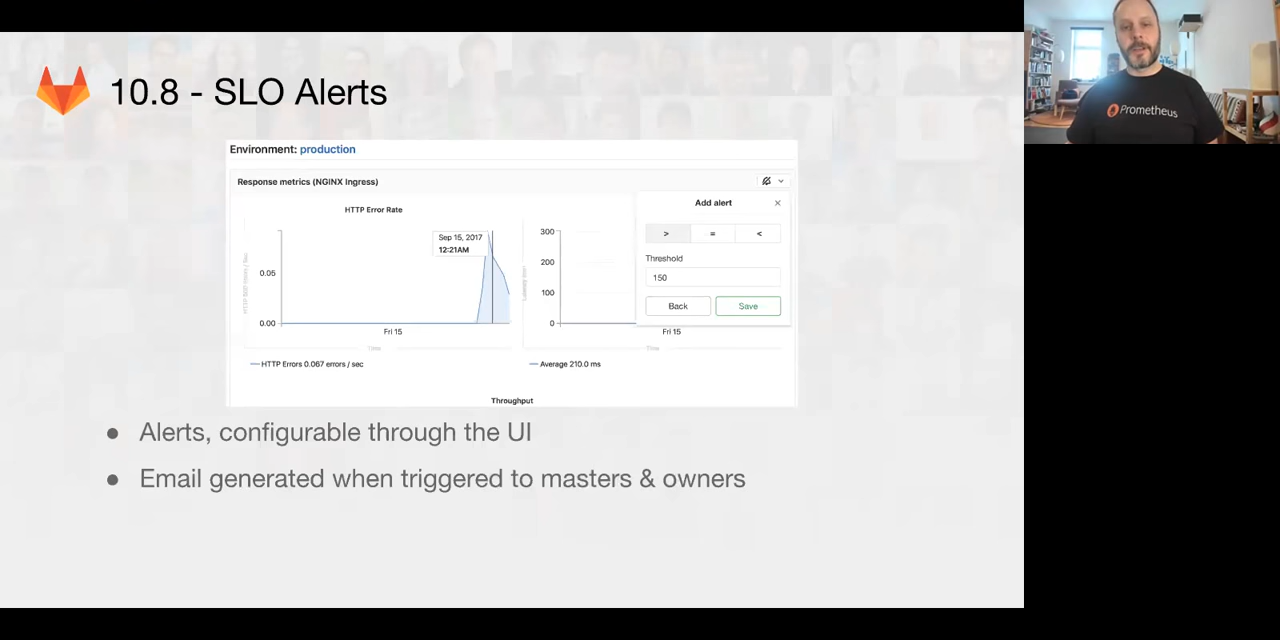 10.8 - SLO Alerts
Environment: production
Response metrics (NGINX Ingress)
Add alert
HTTP Error Rate
> = <
Sep 15, 2017
12:21AM
Threshold
150
Back Save
0.05
0.00
Fri 15
Time
300
200
100
0
Fri 15
Time
HTTP Errors 0.067 errors / sec
Average 210.0 ms
Throughput
● Alerts, configurable through the UI
● Email generated when triggered to masters & owners
Prometheus